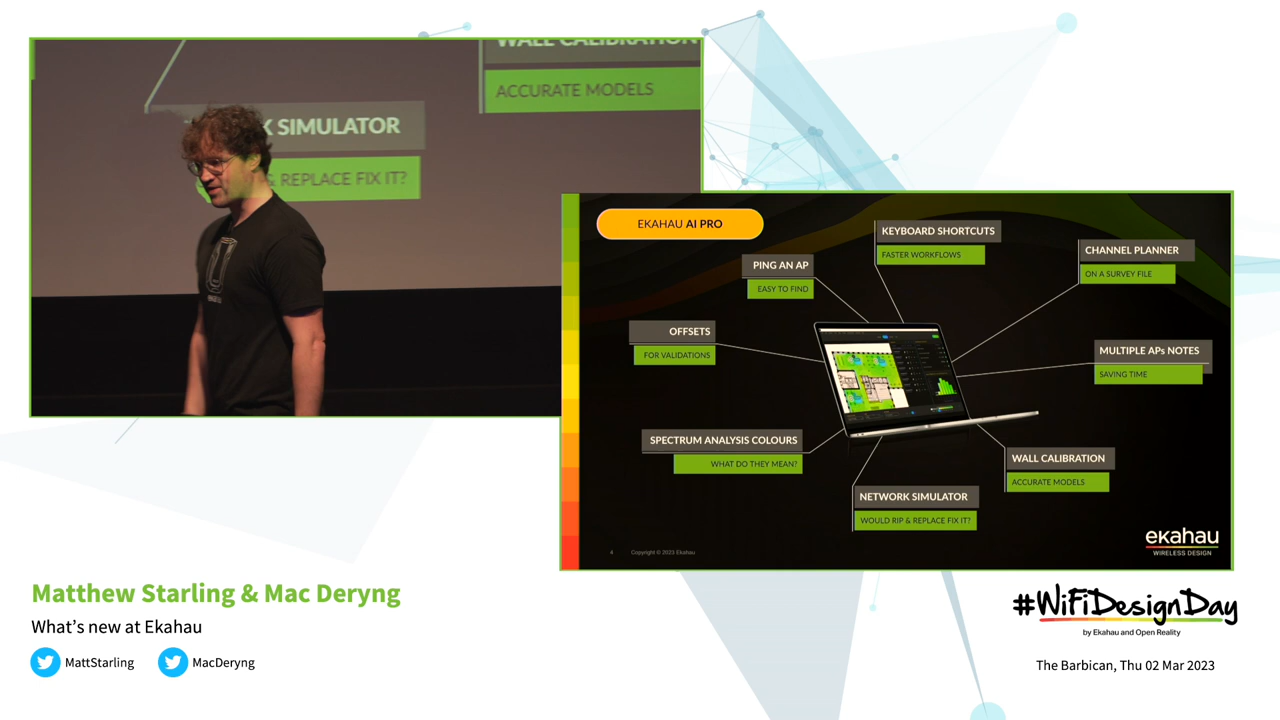 WALL CALIBRATION
ACCURATE MODELS
K SIMULATOR
& REPLACE FIX IT?
EKAHAU AI PRO
KEYBOARD SHORTCUTS
FASTER WORKFLOWS
CHANNEL PLANNER
ON A SURVEY FILE
PING AN AP
EASY TO FIND
OFFSETS
FOR VALIDATIONS
MULTIPLE APs NOTES
SAVING TIME
SPECTRUM ANALYSIS COLOURS
WHAT DO THEY MEAN?
WALL CALIBRATION
ACCURATE MODELS
NETWORK SIMULATOR
WOULD RIP & REPLACE FIX IT?
ekahau
WIRELESS DESIGN
4 Copyright © 2023 Ekahau
Matthew Starling & Mac Deryng
What's new at Ekahau
MattStarling MacDeryng
#WiFiDesignDay
by Ekahau and Open Reality
The Barbican, Thu 02 Mar 2023